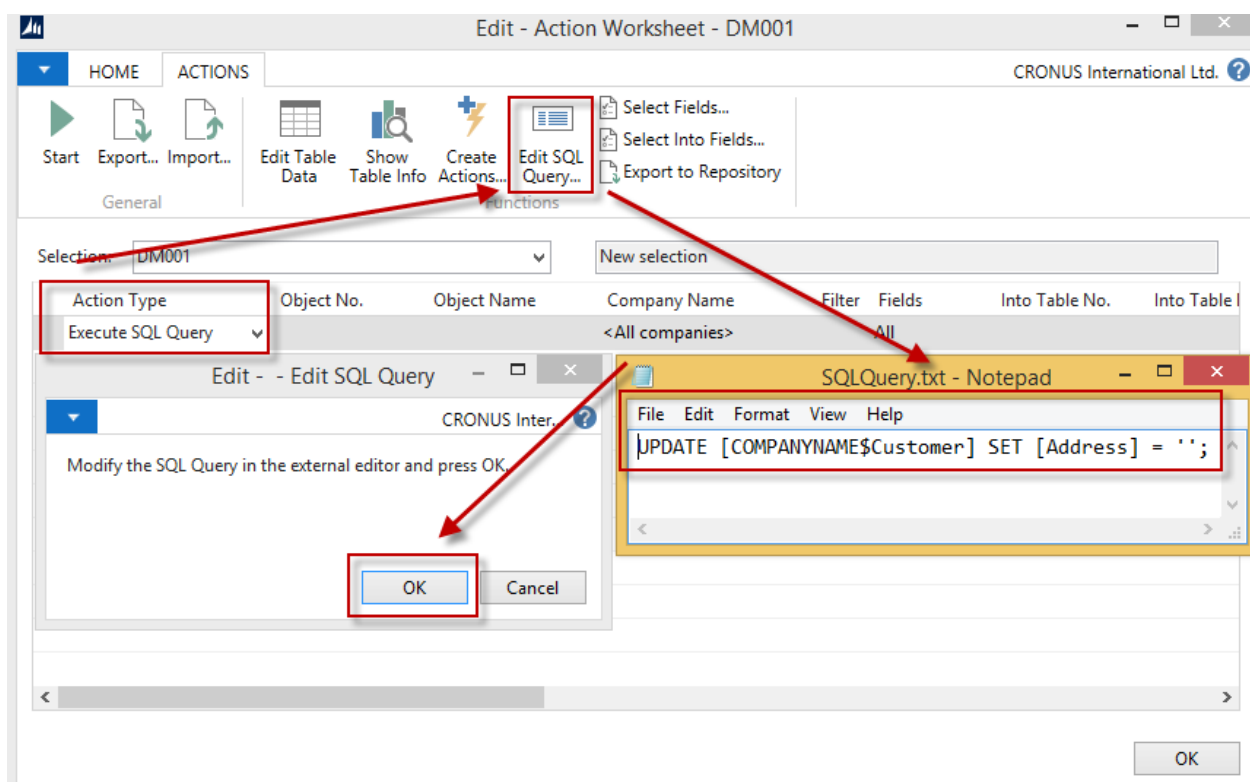 Edit - Action Worksheet - DM001
HOME ACTIONS CRONUS International Ltd.
Start Export... Import... Edit Table Data Show Table Info Create Actions... Edit SQL Query...
Select Fields...
Select Into Fields...
Export to Repository
General Functions
Selection: DM001 New selection
Action Type Object No. Object Name Company Name Filter Fields Into Table No. Into Table
Execute SQL Query <All companies> All
Edit - - Edit SQL Query
CRONUS Inter...
Modify the SQL Query in the external editor and press OK.
OK Cancel
SQLQuery.txt - Notepad
File Edit Format View Help
UPDATE [COMPANYNAME$Customer] SET [Address] = '';
OK